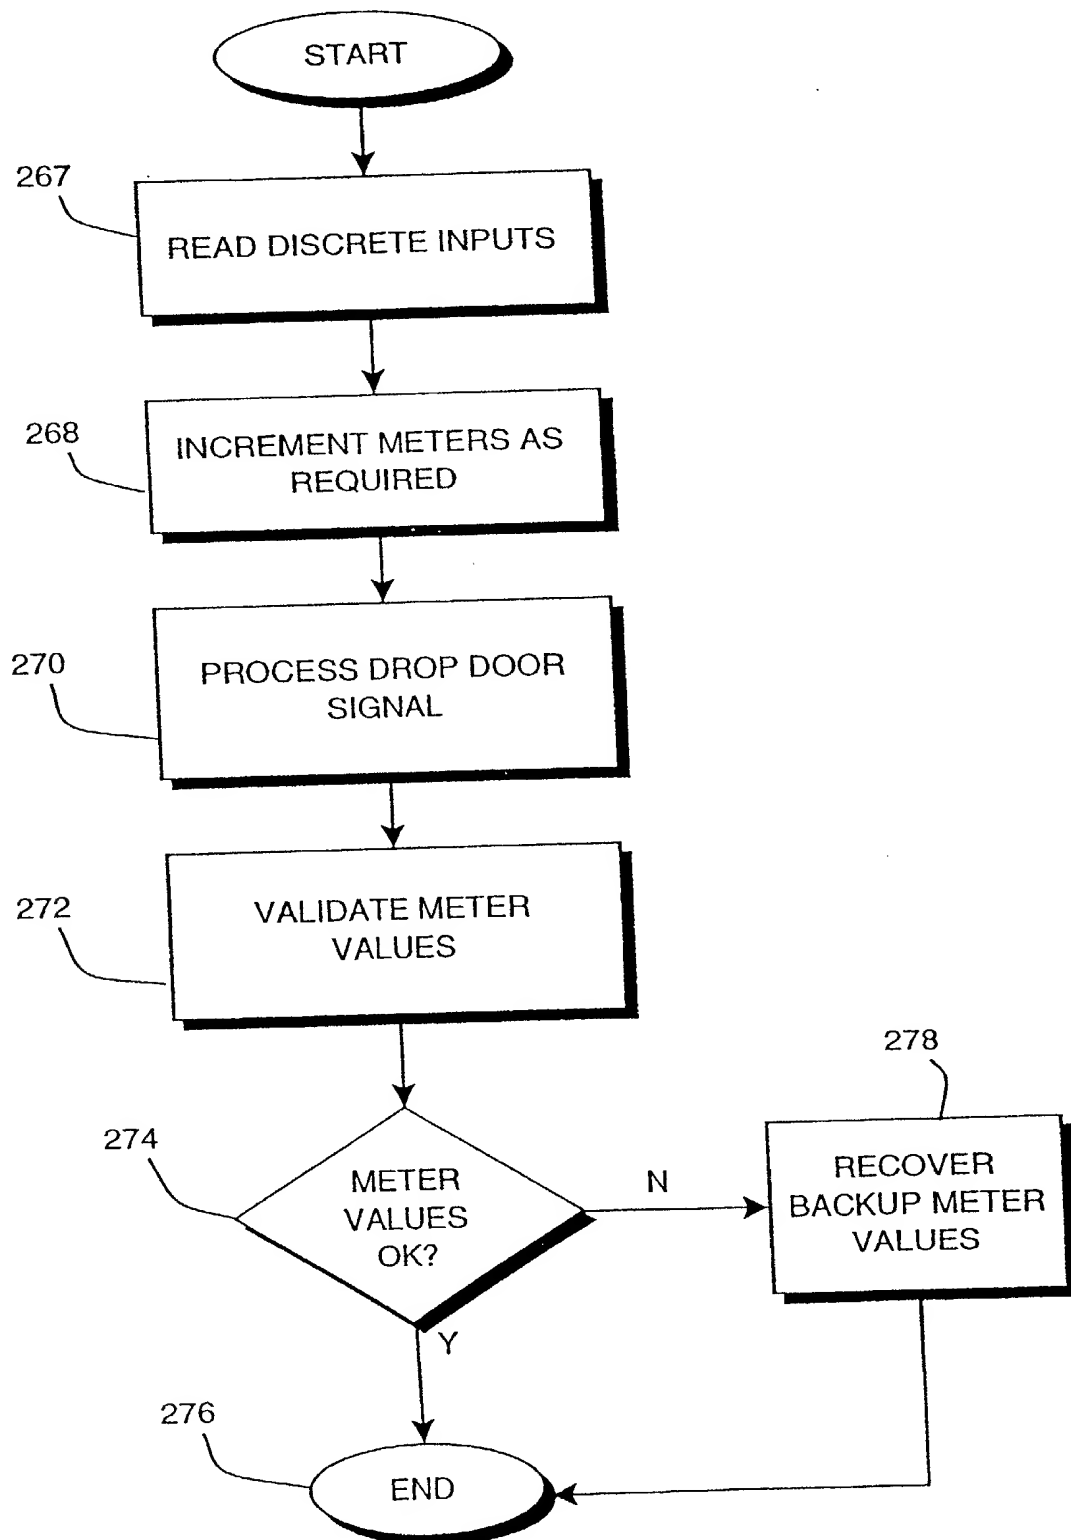 START
267
READ DISCRETE INPUTS
268
INCREMENT METERS AS
REQUIRED
270
PROCESS DROP DOOR
SIGNAL
272
VALIDATE METER
VALUES
274
METER
VALUES
OK?
N
278
RECOVER
BACKUP METER
VALUES
Y
276
END